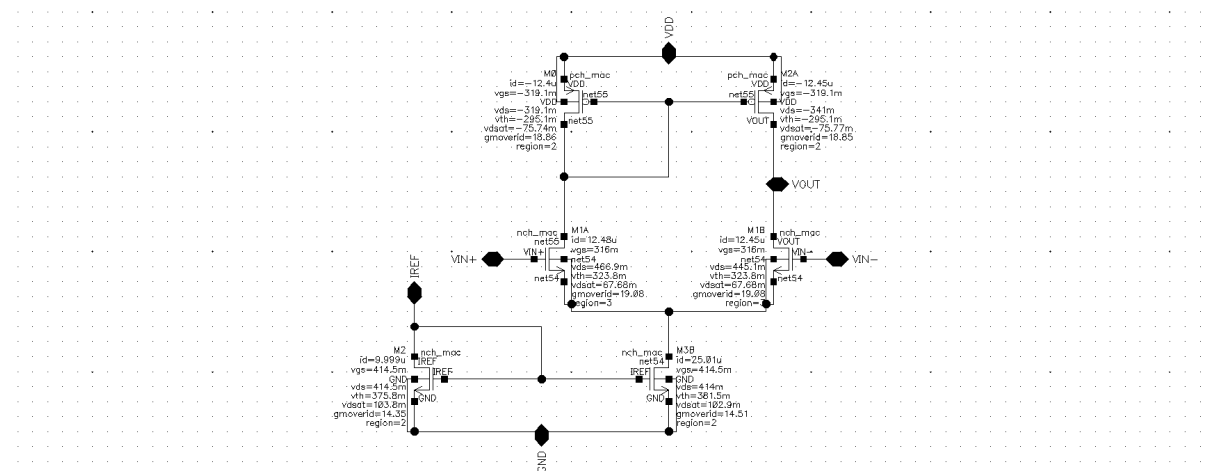 VDD
M0
pch_mac
id=-12.4u
VDD
vgs=-319.1m
net55
VDD
vds=-319.1m
vth=-295.1m
net55
vdsat=-75.74m
gmoverid=18.86
region=2
pch_mac
M2A
VDD
id=-12.45u
vgs=-319.1m
net55
VDD
vds=-341m
VOUT
vth=-295.1m
vdsat=-75.77m
gmoverid=18.85
region=2
VOUT
nch_mac
M1A
net55
id=12.48u
vgs=316m
VIN+
VIN+
net54
vds=466.9m
vth=323.8m
net54
vdsat=67.68m
gmoverid=19.08
region=3
M1B
nch_mac
id=12.45u
VOUT
vgs=316m
VIN-
VIN-
net54
vds=445.1m
vth=323.8m
net54
vdsat=67.68m
gmoverid=19.08
IREF
M2
nch_mac
id=9.999u
IREF
vgs=414.5m
IREF
GND
vds=414.5m
vth=375.8m
GND
vdsat=103.8m
gmoverid=14.35
region=2
nch_mac
M3B
net54
id=25.01u
vgs=414.5m
IREF
GND
vds=414m
vth=381.5m
GND
vdsat=102.9m
gmoverid=14.51
region=2
GND